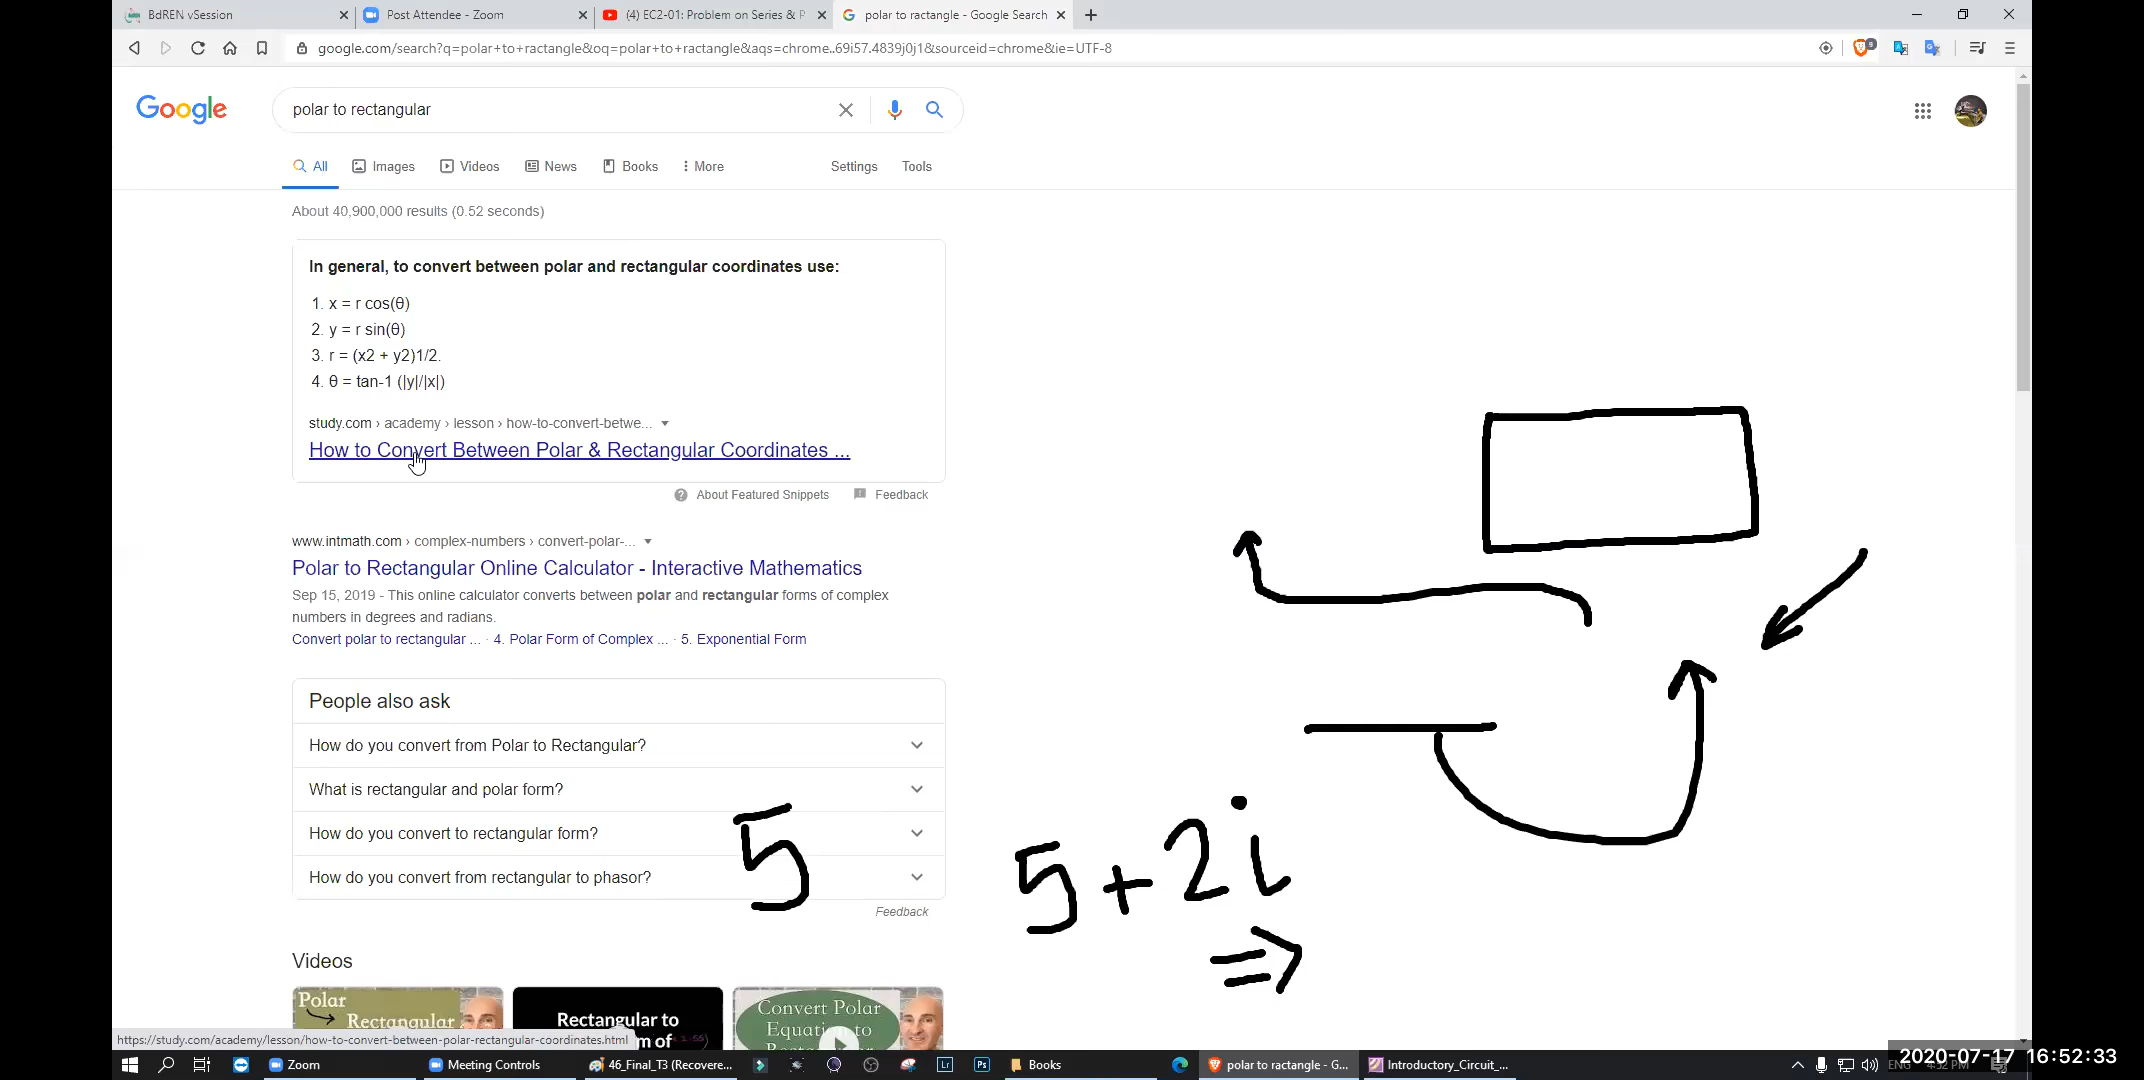 BdREN vSession
Post Attendee - Zoom
(4) EC2-01: Problem on Series & P
polar to ractangle - Google Search
google.com/search?q=polar+to+ractangle&oq=polar+to+ractangle&aqs=chrome..69i57.4839j0j1&sourceid=chrome&ie=UTF-8
Google
polar to rectangular
All Images Videos News Books More Settings Tools
About 40,900,000 results (0.52 seconds)
In general, to convert between polar and rectangular coordinates use:
1. x = r cos(θ)
2. y = r sin(θ)
3. r = (x2 + y2)1/2.
4. θ = tan-1 (|y|/|x|)
study.com › academy › lesson › how-to-convert-betwe...
How to Convert Between Polar & Rectangular Coordinates ...
About Featured Snippets Feedback
www.intmath.com › complex-numbers › convert-polar-...
Polar to Rectangular Online Calculator - Interactive Mathematics
Sep 15, 2019 - This online calculator converts between polar and rectangular forms of complex
numbers in degrees and radians.
Convert polar to rectangular ... · 4. Polar Form of Complex ... · 5. Exponential Form
People also ask
How do you convert from Polar to Rectangular?
What is rectangular and polar form?
How do you convert to rectangular form?
How do you convert from rectangular to phasor?
5
5+2i
⇒
Feedback
Videos
Polar
Rectangular
Rectangular to
m of
Convert Polar
Equation to
https://study.com/academy/lesson/how-to-convert-between-polar-rectangular-coordinates.html
Zoom
Meeting Controls
46_Final_T3 (Recovere...
Books
polar to ractangle - G...
Introductory_Circuit_...
ENG
4:52 PM
2020-07-17 16:52:33